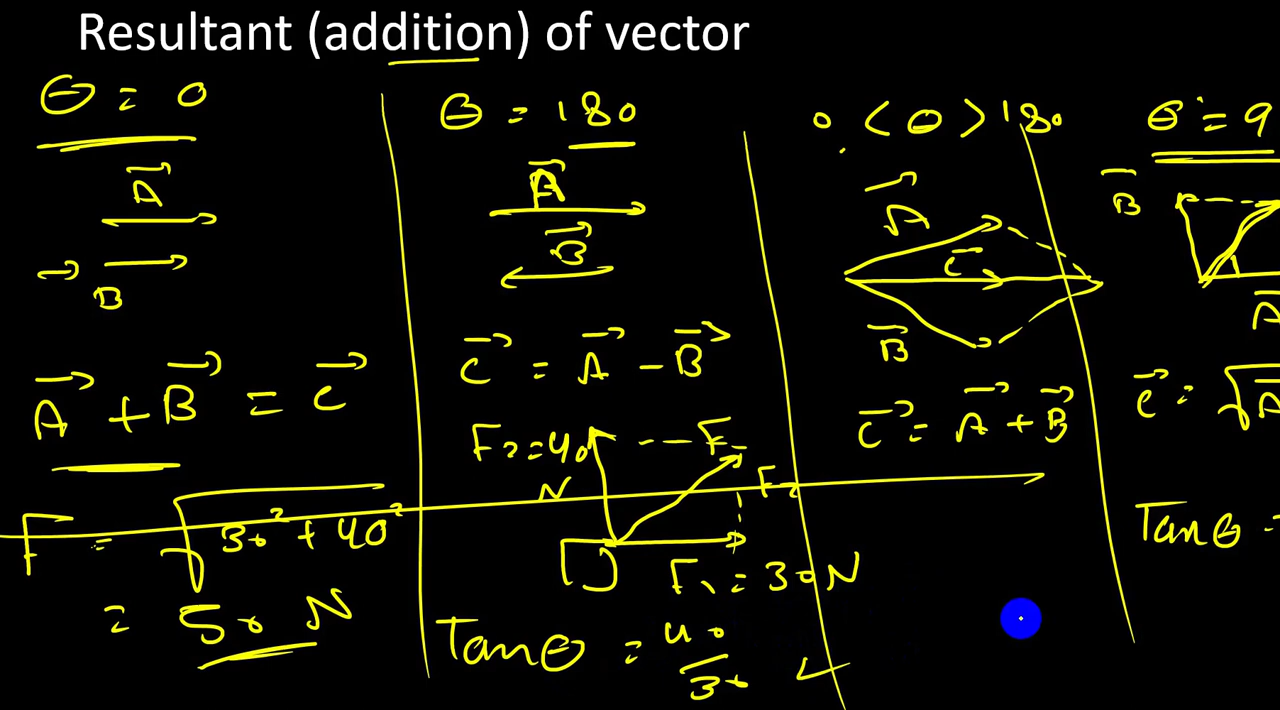 Resultant (addition) of vector
θ = 0
A⃗
B⃗
A⃗ + B⃗ = C⃗
F = √30² + 40²
= 50 N
θ = 180
A⃗
B⃗
C⃗ = A⃗ - B⃗
F₂ = 40 N
F₁ = 30 N
Tanθ = 40/30
0 < θ > 180
A⃗
C⃗
B⃗
C⃗ = A⃗ + B⃗
θ = 9
B
A
C⃗ = √A
Tanθ =